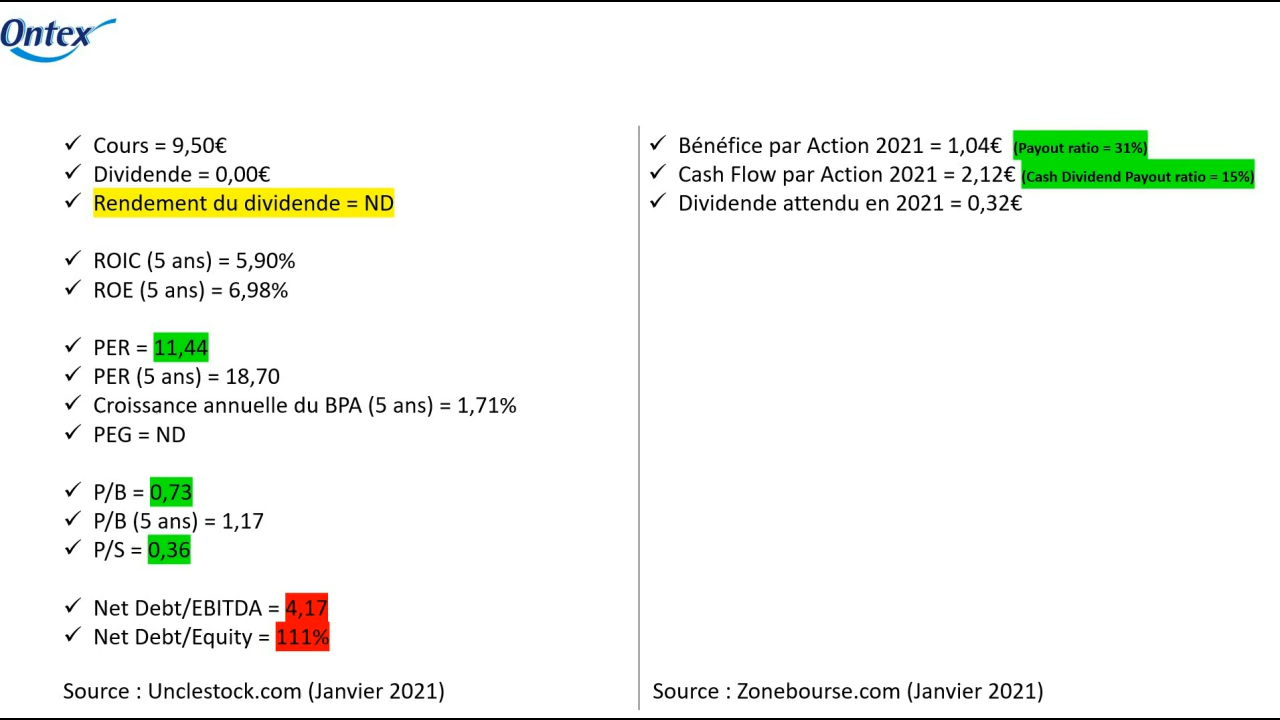 Ontex
Cours = 9,50€
Dividende = 0,00€
Rendement du dividende = ND
ROIC (5 ans) = 5,90%
ROE (5 ans) = 6,98%
PER = 11,44
PER (5 ans) = 18,70
Croissance annuelle du BPA (5 ans) = 1,71%
PEG = ND
P/B = 0,73
P/B (5 ans) = 1,17
P/S = 0,36
Net Debt/EBITDA = 4,17
Net Debt/Equity = 111%
Source : Unclestock.com (Janvier 2021)
Bénéfice par Action 2021 = 1,04€ (Payout ratio = 31%)
Cash Flow par Action 2021 = 2,12€ (Cash Dividend Payout ratio = 15%)
Dividende attendu en 2021 = 0,32€
Source : Zonebourse.com (Janvier 2021)